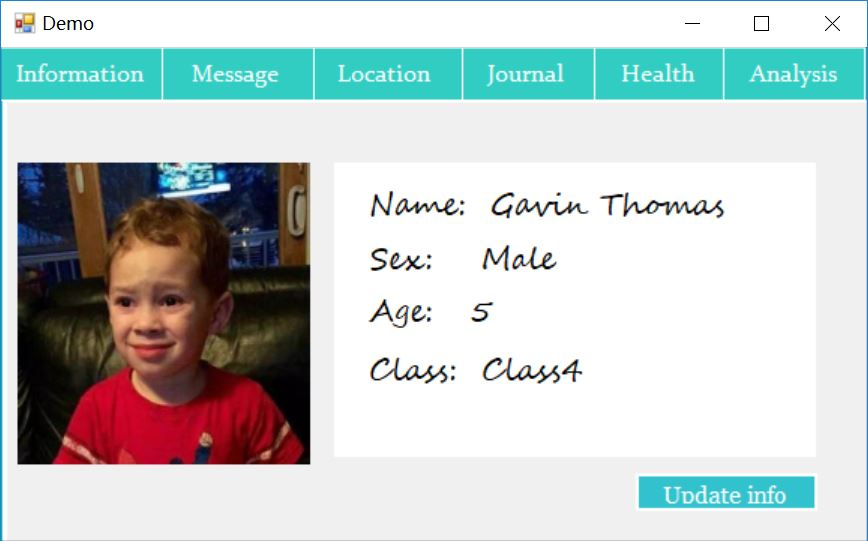 Demo
Information Message Location Journal Health Analysis
Name: Gavin Thomas
Sex: Male
Age: 5
Class: Class4
Update info